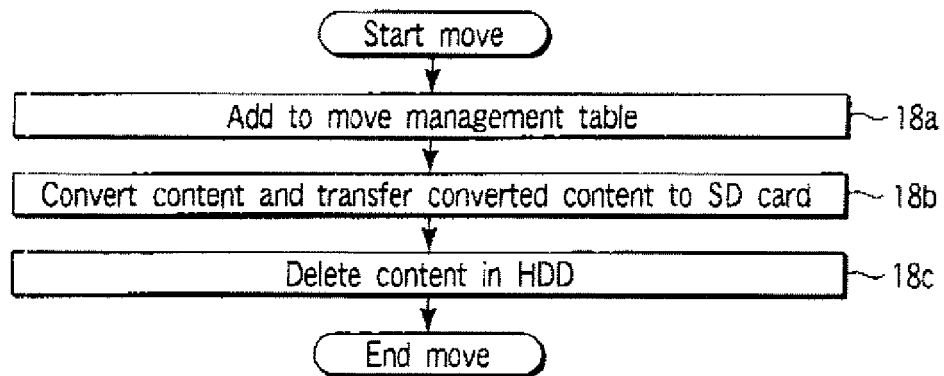 Start move
Add to move management table
18a
Convert content and transfer converted content to SD card
18b
Delete content in HDD
18c
End move